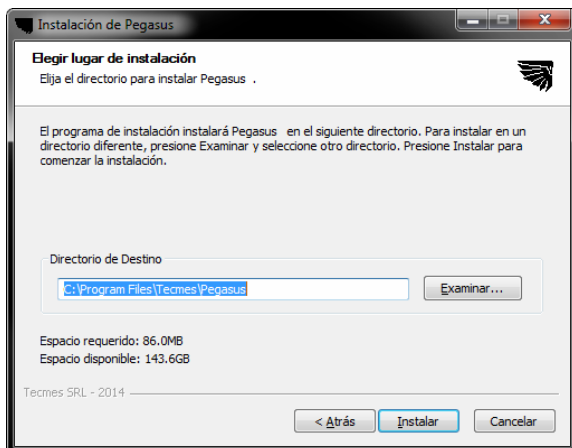 Instalación de Pegasus
Elegir lugar de instalación
Elija el directorio para instalar Pegasus .
El programa de instalación instalará Pegasus en el siguiente directorio. Para instalar en un
directorio diferente, presione Examinar y seleccione otro directorio. Presione Instalar para
comenzar la instalación.
Directorio de Destino
C:\Program Files\Tecmes\Pegasus
Examinar...
Espacio requerido: 86.0MB
Espacio disponible: 143.6GB
Tecmes SRL - 2014
< Atrás Instalar Cancelar